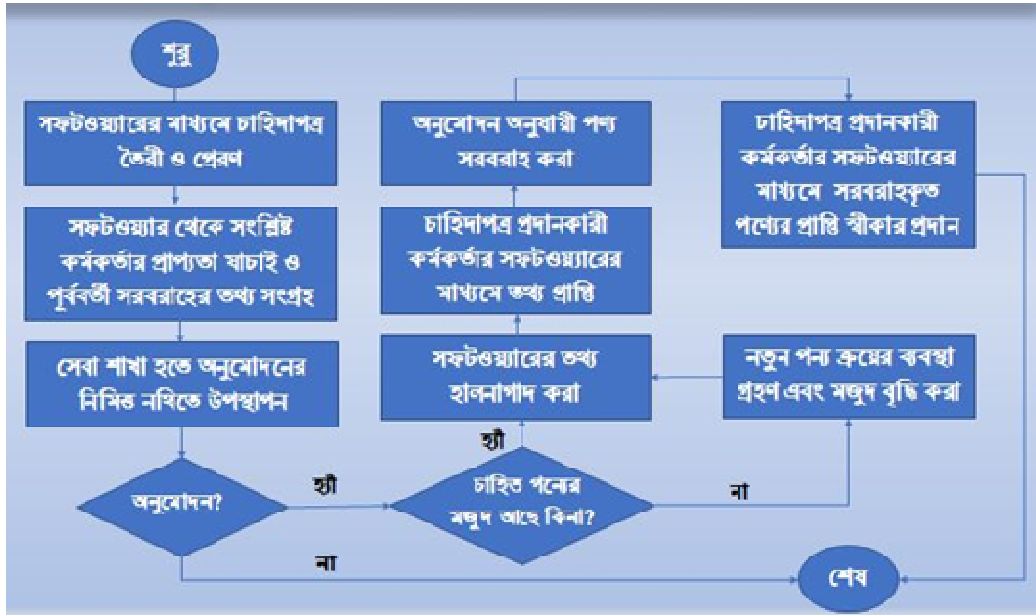 শুরু
সফটওয়্যারের মাধ্যমে চাহিদাপত্র
তৈরী ও প্রেরণ
সফটওয়্যার থেকে সংশ্লিষ্ট
কর্মকর্তার প্রাপ্যতা যাচাই ও
পূর্ববর্তী সরবরাহের তথ্য সংগ্রহ
সেবা শাখা হতে অনুমোদনের
নিমিত্ত নথিতে উপস্থাপন
অনুমোদন?
হ্যাঁ
না
চাহিত পন্যের
মজুদ আছে কিনা?
হ্যাঁ
না
নতুন পন্য ক্রয়ের ব্যবস্থা
গ্রহণ এবং মজুদ বৃদ্ধি করা
সফটওয়্যারের তথ্য
হালনাগাদ করা
চাহিদাপত্র প্রদানকারী
কর্মকর্তার সফটওয়্যারের
মাধ্যমে তথ্য প্রাপ্তি
অনুমোদন অনুযায়ী পণ্য
সরবরাহ করা
চাহিদাপত্র প্রদানকারী
কর্মকর্তার সফটওয়্যারের
মাধ্যমে সরবরাহকৃত
পণ্যের প্রাপ্তি স্বীকার প্রদান
শেষ